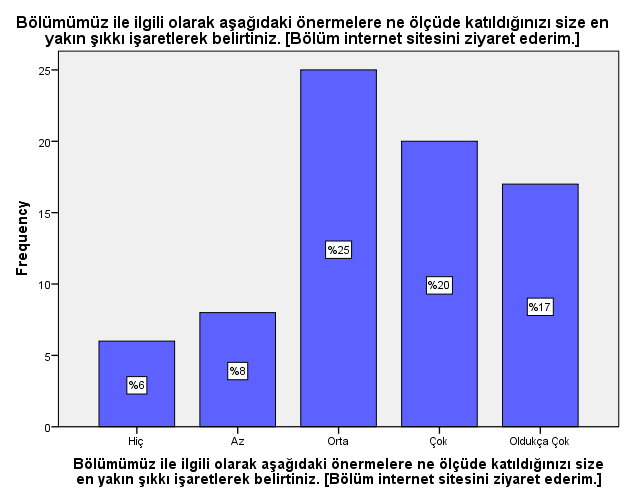 Bölümümüz ile ilgili olarak aşağıdaki önermelere ne ölçüde katıldığınızı size en
yakın şıkkı işaretlerek belirtiniz. [Bölüm internet sitesini ziyaret ederim.]
Frequency
25
20
15
10
5
0
%6
%8
%25
%20
%17
Hiç
Az
Orta
Çok
Oldukça Çok
Bölümümüz ile ilgili olarak aşağıdaki önermelere ne ölçüde katıldığınızı size
en yakın şıkkı işaretlerek belirtiniz. [Bölüm internet sitesini ziyaret ederim.]